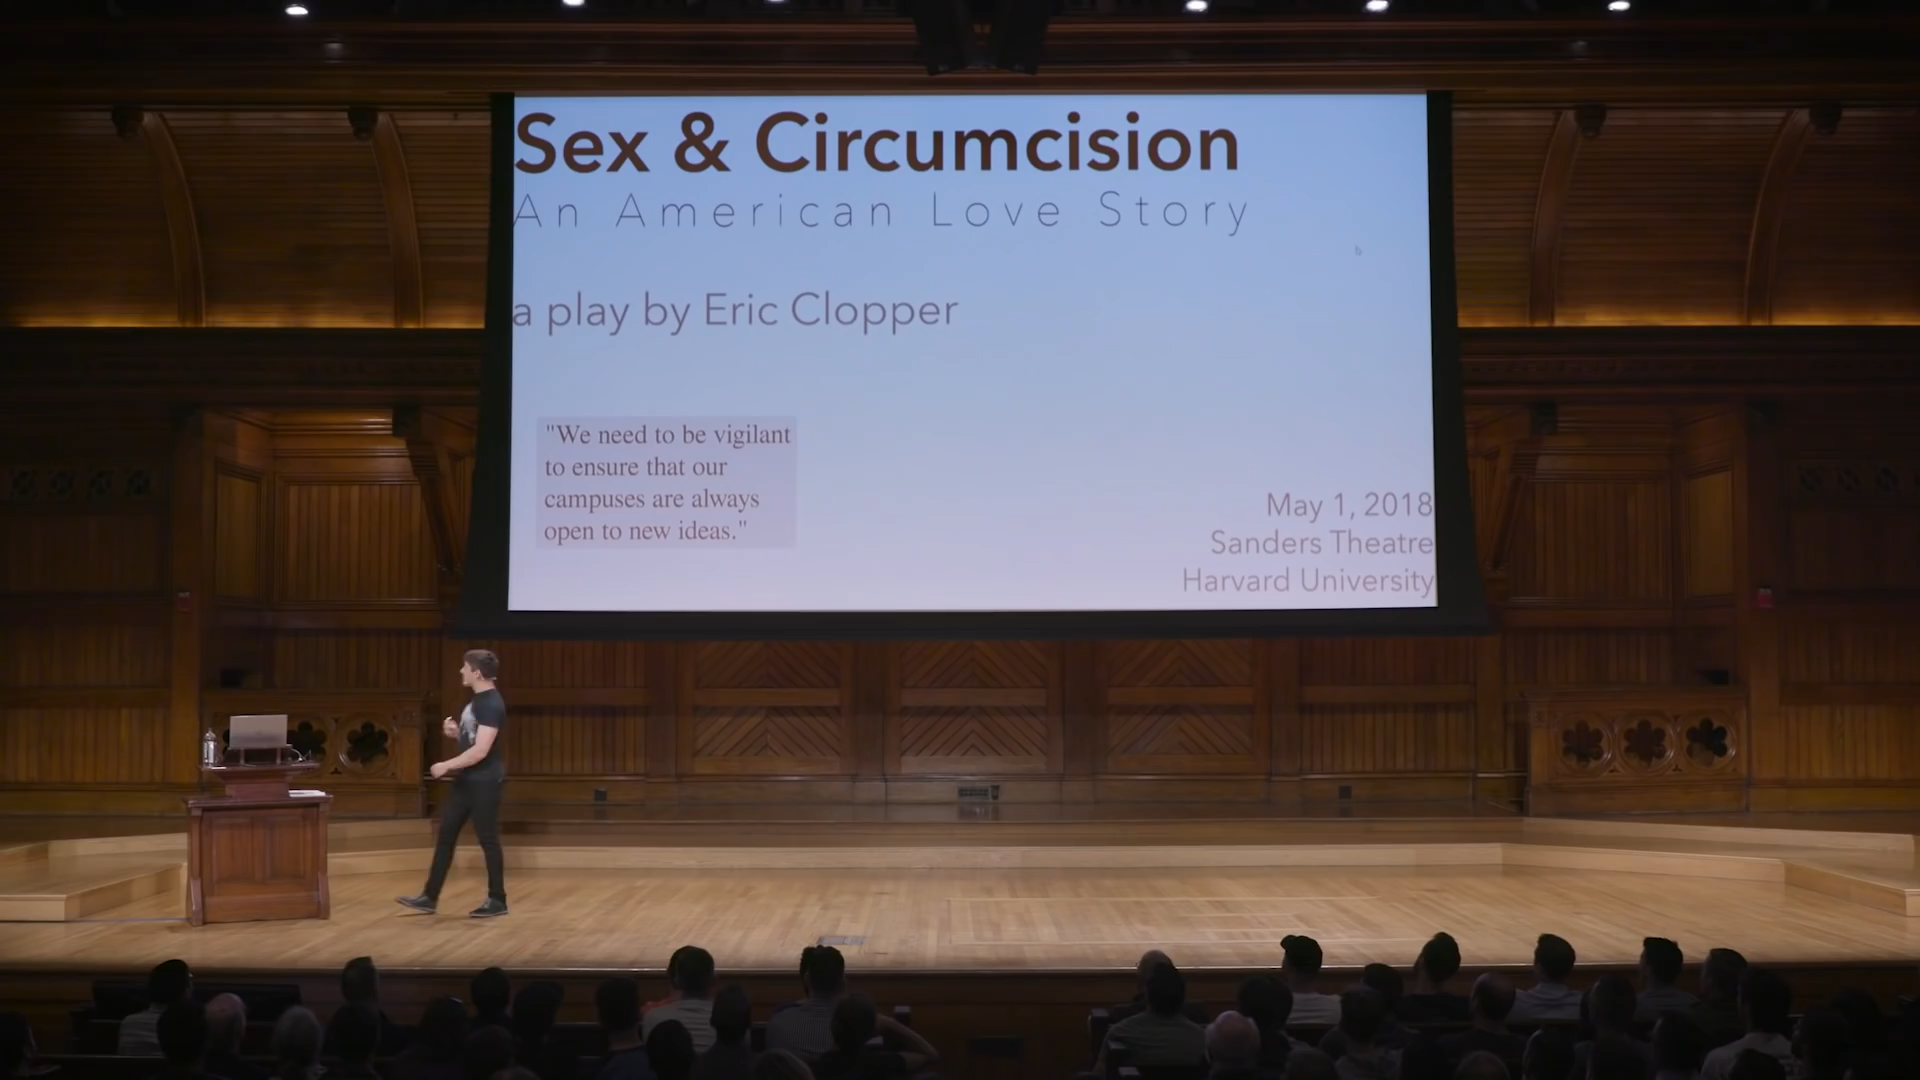 Sex & Circumcision
An American Love Story
a play by Eric Clopper
"We need to be vigilant
to ensure that our
campuses are always
open to new ideas."
May 1, 2018
Sanders Theatre
Harvard University